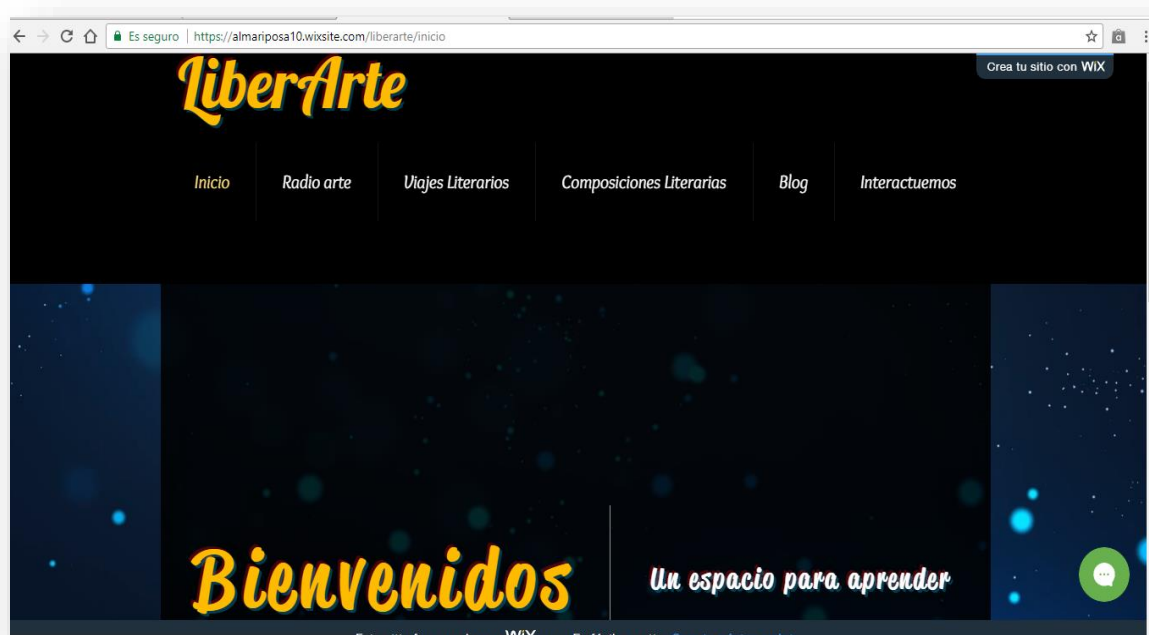 Es seguro | https://almariposa10.wixsite.com/liberarte/inicio
Crea tu sitio con WiX
LiberArte
Inicio Radio arte Viajes Literarios Composiciones Literarias Blog Interactuemos
Bienvenidos
Un espacio para aprender
WiX